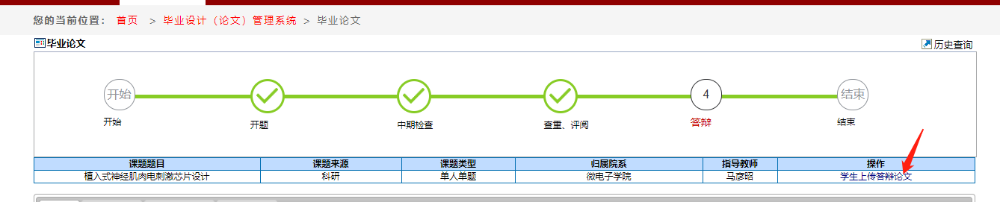 您的当前位置： 首页 > 毕业设计（论文）管理系统 > 毕业论文
毕业论文 历史查询
开始 4 结束
开始 开题 中期检查 查重、评阅 答辩 结束
课题题目 课题来源 课题类型 归属院系 指导教师 操作
植入式神经肌肉电刺激芯片设计 科研 单人单题 微电子学院 马彦昭 学生上传答辩论文